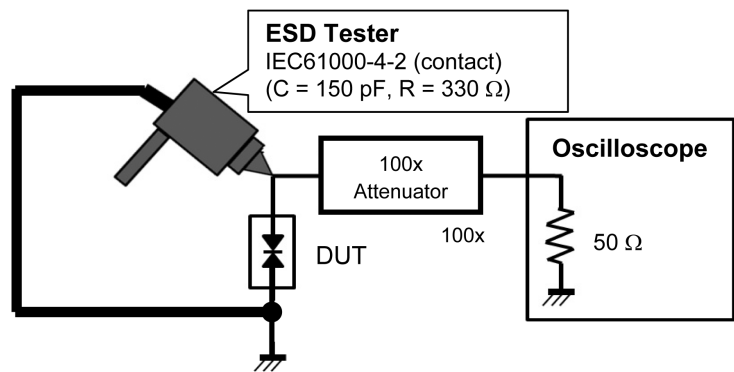 ESD Tester
IEC61000-4-2 (contact)
(C = 150 pF, R = 330 Ω)
100x
Attenuator
100x
Oscilloscope
50 Ω
DUT